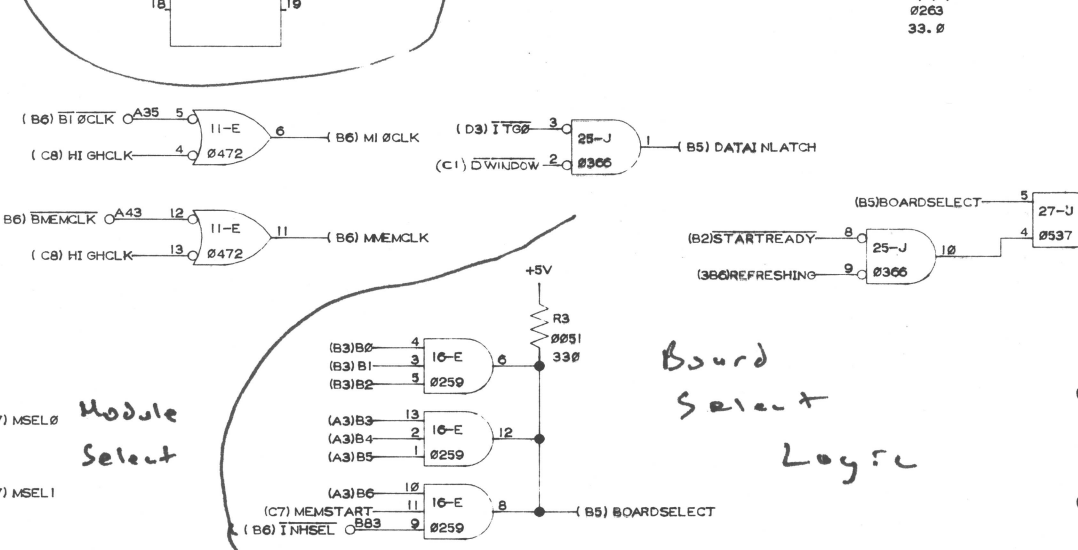 18 19
Ø263
33.Ø
(B6) BIØCLK A35 5
11-E
6 (B6) MIØCLK
(C8) HIGHCLK 4 Ø472
(D3) ITGØ 3
25-J
1 (B5) DATAINLATCH
(C1) DWINDOW 2 Ø366
B6) BMEMCLK A43 12
11-E
11 (B6) MMEMCLK
(C8) HIGHCLK 13 Ø472
(B5)BOARDSELECT 5
27-J
4 Ø537
(B2)STARTREADY 8
25-J
10
(3B6)REFRESHING 9 Ø366
+5V
R3
ØØ51
33Ø
(B3)BØ 4
(B3)B1 3 16-E 6
(B3)B2 5 Ø259
(A3)B3 13
(A3)B4 2 16-E 12
(A3)B5 1 Ø259
(A3)B6 10
(C7) MEMSTART 11 16-E 8 (B5) BOARDSELECT
(B6) INHSEL B83 9 Ø259
7) MSELØ
7) MSEL1
Module
Select
Board
Select
Logic